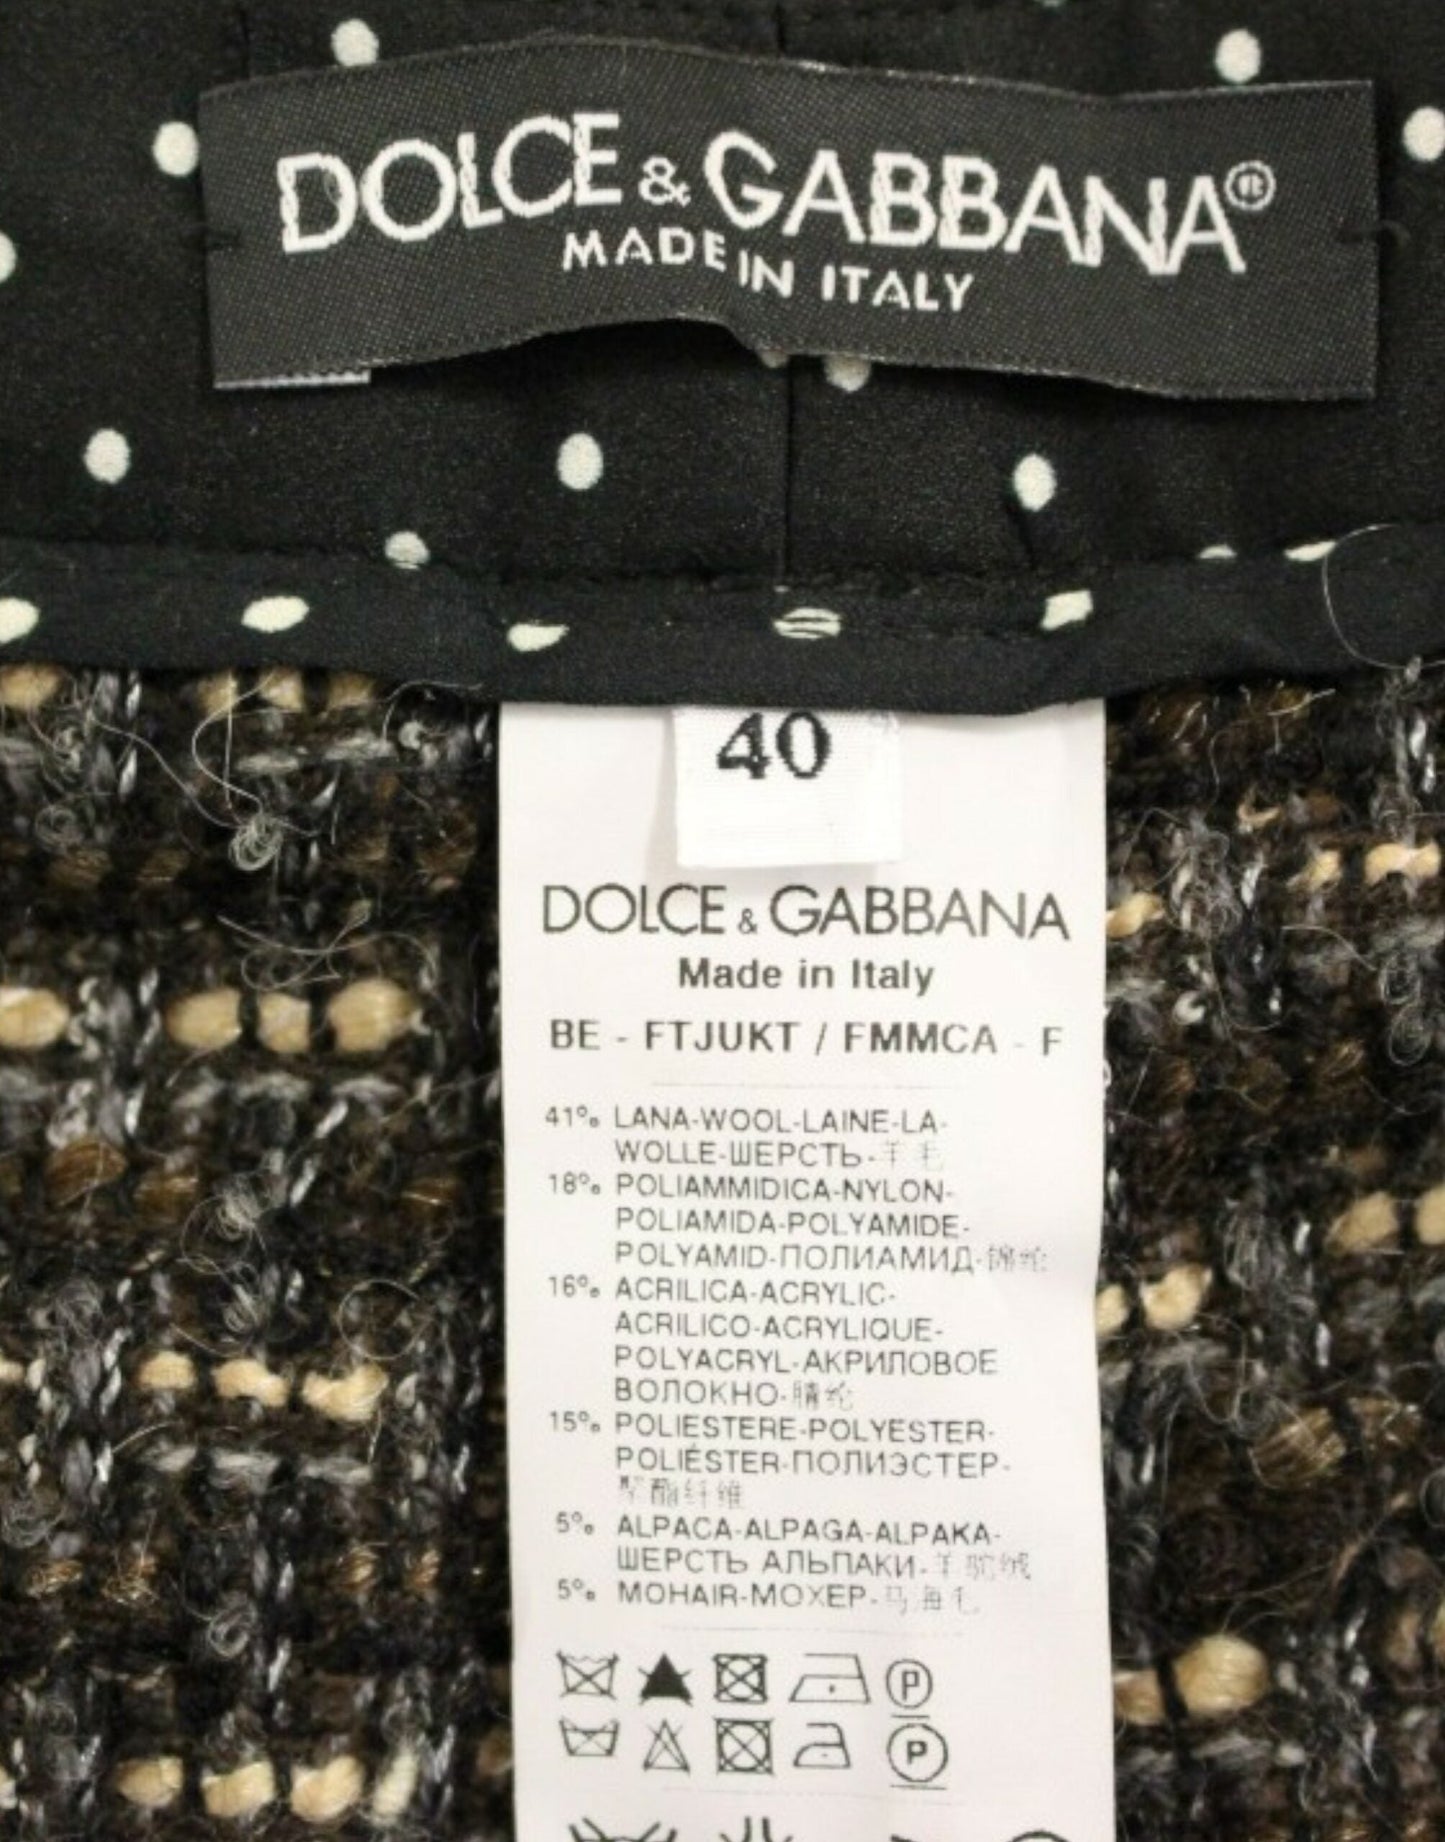 DOLCE & GABBANA®
MADE IN ITALY
40
DOLCE & GABBANA
Made in Italy
BE - FTJUKT / FMMCA - F
41% LANA-WOOL-LAINE-LA-
WOLLE-ШЕРСТЬ-羊毛
18% POLIAMMIDICA-NYLON-
POLIAMIDA-POLYAMIDE-
POLYAMID-ПОЛИАМИД-锦纶
16% ACRILICA-ACRYLIC-
ACRILICO-ACRYLIQUE-
POLYACRYL-АКРИЛОВОЕ
ВОЛОКНО-腈纶
15% POLIESTERE-POLYESTER-
POLIÉSTER-ПОЛИЭСТЕР-
聚酯纤维
5% ALPACA-ALPAGA-ALPAKA-
ШЕРСТЬ АЛЬПАКИ-羊驼绒
5% MOHAIR-МОХЕР-马海毛
P
P